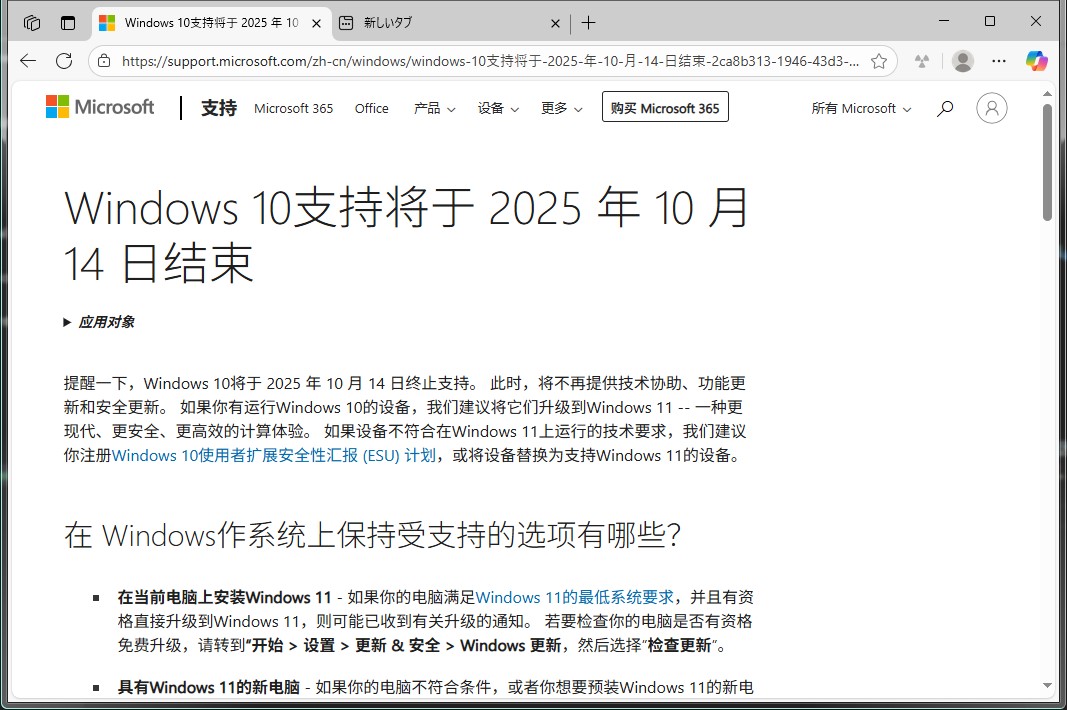 Windows 10支持将于 2025 年 10
新しいタブ
https://support.microsoft.com/zh-cn/windows/windows-10支持将于-2025-年-10-月-14-日结束-2ca8b313-1946-43d3-...
Microsoft 支持 Microsoft 365 Office 产品 设备 更多 购买 Microsoft 365 所有 Microsoft
Windows 10支持将于 2025 年 10 月
14 日结束
应用对象
提醒一下，Windows 10将于 2025 年 10 月 14 日终止支持。 此时，将不再提供技术协助、功能更
新和安全更新。 如果你有运行Windows 10的设备，我们建议将它们升级到Windows 11 -- 一种更
现代、更安全、更高效的计算体验。 如果设备不符合在Windows 11上运行的技术要求，我们建议
你注册Windows 10使用者扩展安全性汇报 (ESU) 计划，或将设备替换为支持Windows 11的设备。
在 Windows作系统上保持受支持的选项有哪些？
在当前电脑上安装Windows 11 - 如果你的电脑满足Windows 11的最低系统要求，并且有资
格直接升级到Windows 11，则可能已收到有关升级的通知。 若要检查你的电脑是否有资格
免费升级，请转到“开始 > 设置 > 更新 & 安全 > Windows 更新，然后选择“检查更新”。
具有Windows 11的新电脑 - 如果你的电脑不符合条件，或者你想要预装Windows 11的新电